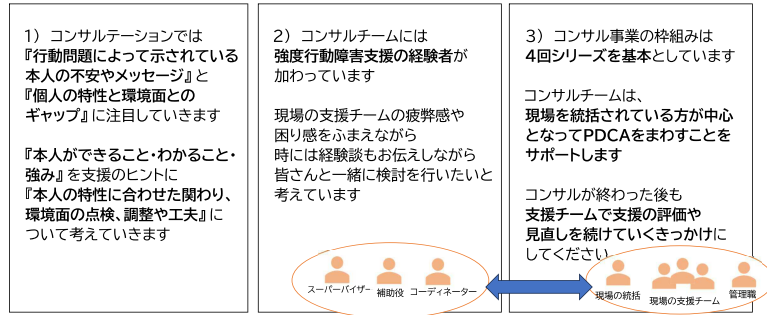 1）コンサルテーションでは
『行動問題によって示されている
本人の不安やメッセージ』と
『個人の特性と環境面との
ギャップ』に注目していきます
『本人ができること・わかること・
強み』を支援のヒントに
『本人の特性に合わせた関わり、
環境面の点検、調整や工夫』に
ついて考えていきます
2）コンサルチームには
強度行動障害支援の経験者が
加わっています
現場の支援チームの疲弊感や
困り感をふまえながら
時には経験談もお伝えしながら
皆さんと一緒に検討を行いたいと
考えています
スーパーバイザー
補助役
コーディネーター
3）コンサル事業の枠組みは
4回シリーズを基本としています
コンサルチームは、
現場を統括されている方が中心
となってPDCAをまわすことを
サポートします
コンサルが終わった後も
支援チームで支援の評価や
見直しを続けていくきっかけに
してください
現場の統括
現場の支援チーム
管理職